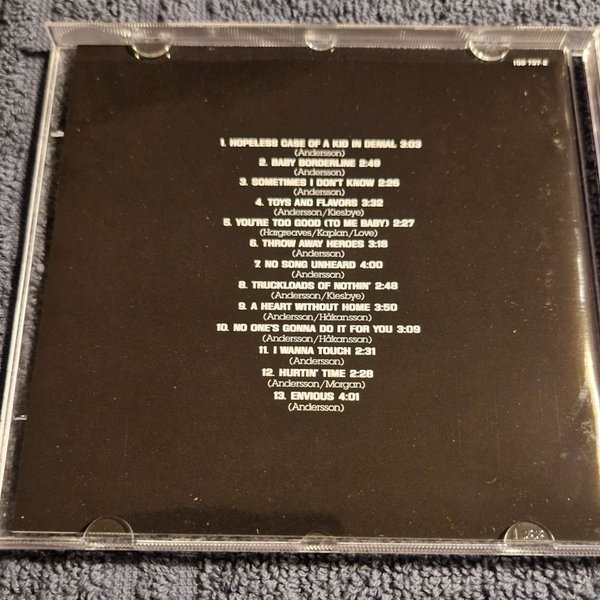 158 737-2
1. HOPELESS CASE OF A KID IN DENIAL 3:03
(Andersson)
2. BABY BORDERLINE 2:49
(Andersson)
3. SOMETIMES I DON'T KNOW 2:26
(Andersson)
4. TOYS AND FLAVORS 3:32
(Andersson/Kiesbye)
5. YOU'RE TOO GOOD (TO ME BABY) 2:27
(Hargreaves/Kaplan/Love)
6. THROW AWAY HEROES 3:18
(Andersson)
7. NO SONG UNHEARD 4:00
(Andersson)
8. TRUCKLOADS OF NOTHIN' 2:48
(Andersson/Kiesbye)
9. A HEART WITHOUT HOME 3:50
(Andersson/Håkansson)
10. NO ONE'S GONNA DO IT FOR YOU 3:09
(Andersson/Håkansson)
11. I WANNA TOUCH 2:31
(Andersson)
12. HURTIN' TIME 2:28
(Andersson/Morgan)
13. ENVIOUS 4:01
(Andersson)